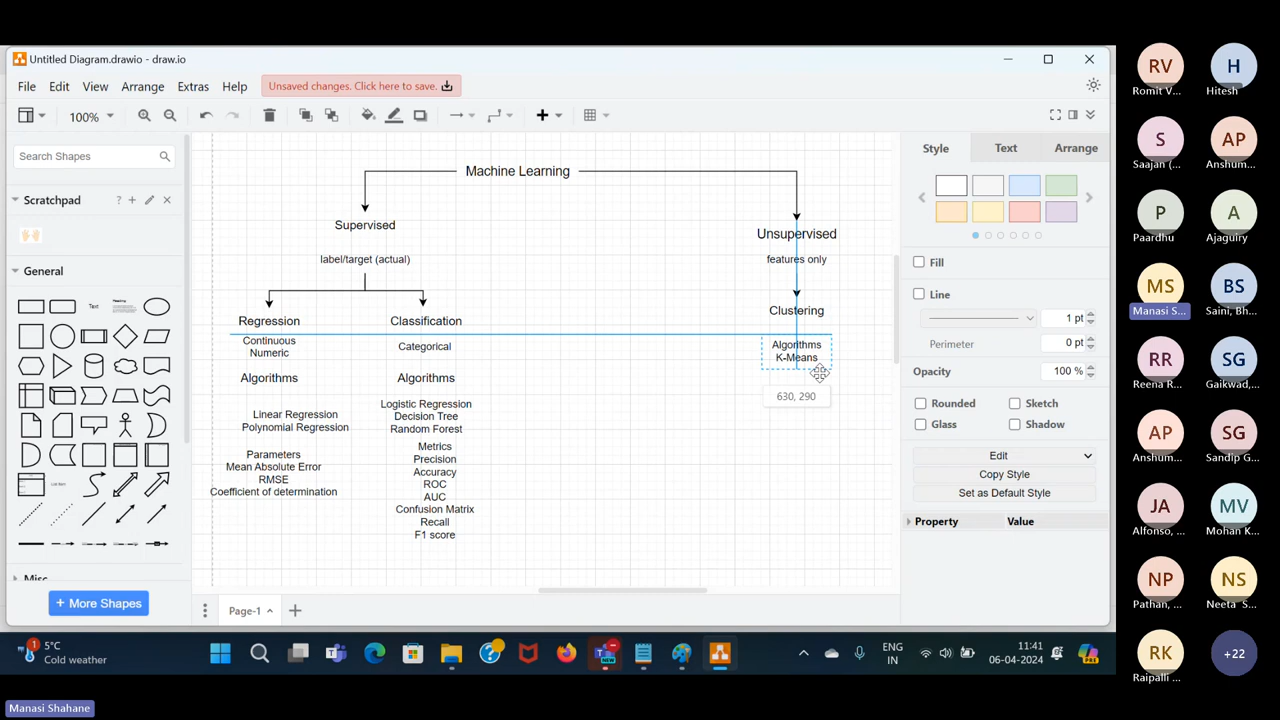 Untitled Diagram.drawio - draw.io
File Edit View Arrange Extras Help Unsaved changes. Click here to save.
100%
Search Shapes
Scratchpad ?
General
Text
Misc
+ More Shapes
Machine Learning
Supervised
label/target (actual)
Regression
Continuous
Numeric
Algorithms
Linear Regression
Polynomial Regression
Parameters
Mean Absolute Error
RMSE
Coefficient of determination
Classification
Categorical
Algorithms
Logistic Regression
Decision Tree
Random Forest
Metrics
Precision
Accuracy
ROC
AUC
Confusion Matrix
Recall
F1 score
Unsupervised
features only
Clustering
Algorithms
K-Means
630, 290
Page-1
Style Text Arrange
Fill
Line
1 pt
Perimeter 0 pt
Opacity 100 %
Rounded Sketch
Glass Shadow
Edit
Copy Style
Set as Default Style
Property Value
RV
Romit V...
H
Hitesh
S
Saajan (...
AP
Anshum...
P
Paardhu
A
Ajaguiry
MS
Manasi S...
BS
Saini, Bh...
RR
Reena R...
SG
Gaikwad,...
AP
Anshum...
SG
Sandip G...
JA
Alfonso, ...
MV
Mohan K...
NP
Pathan, ...
NS
Neeta S...
RK
Raipalli ...
+22
1
5°C
Cold weather
NEW
ENG
IN
11:41
06-04-2024
PRE
Manasi Shahane